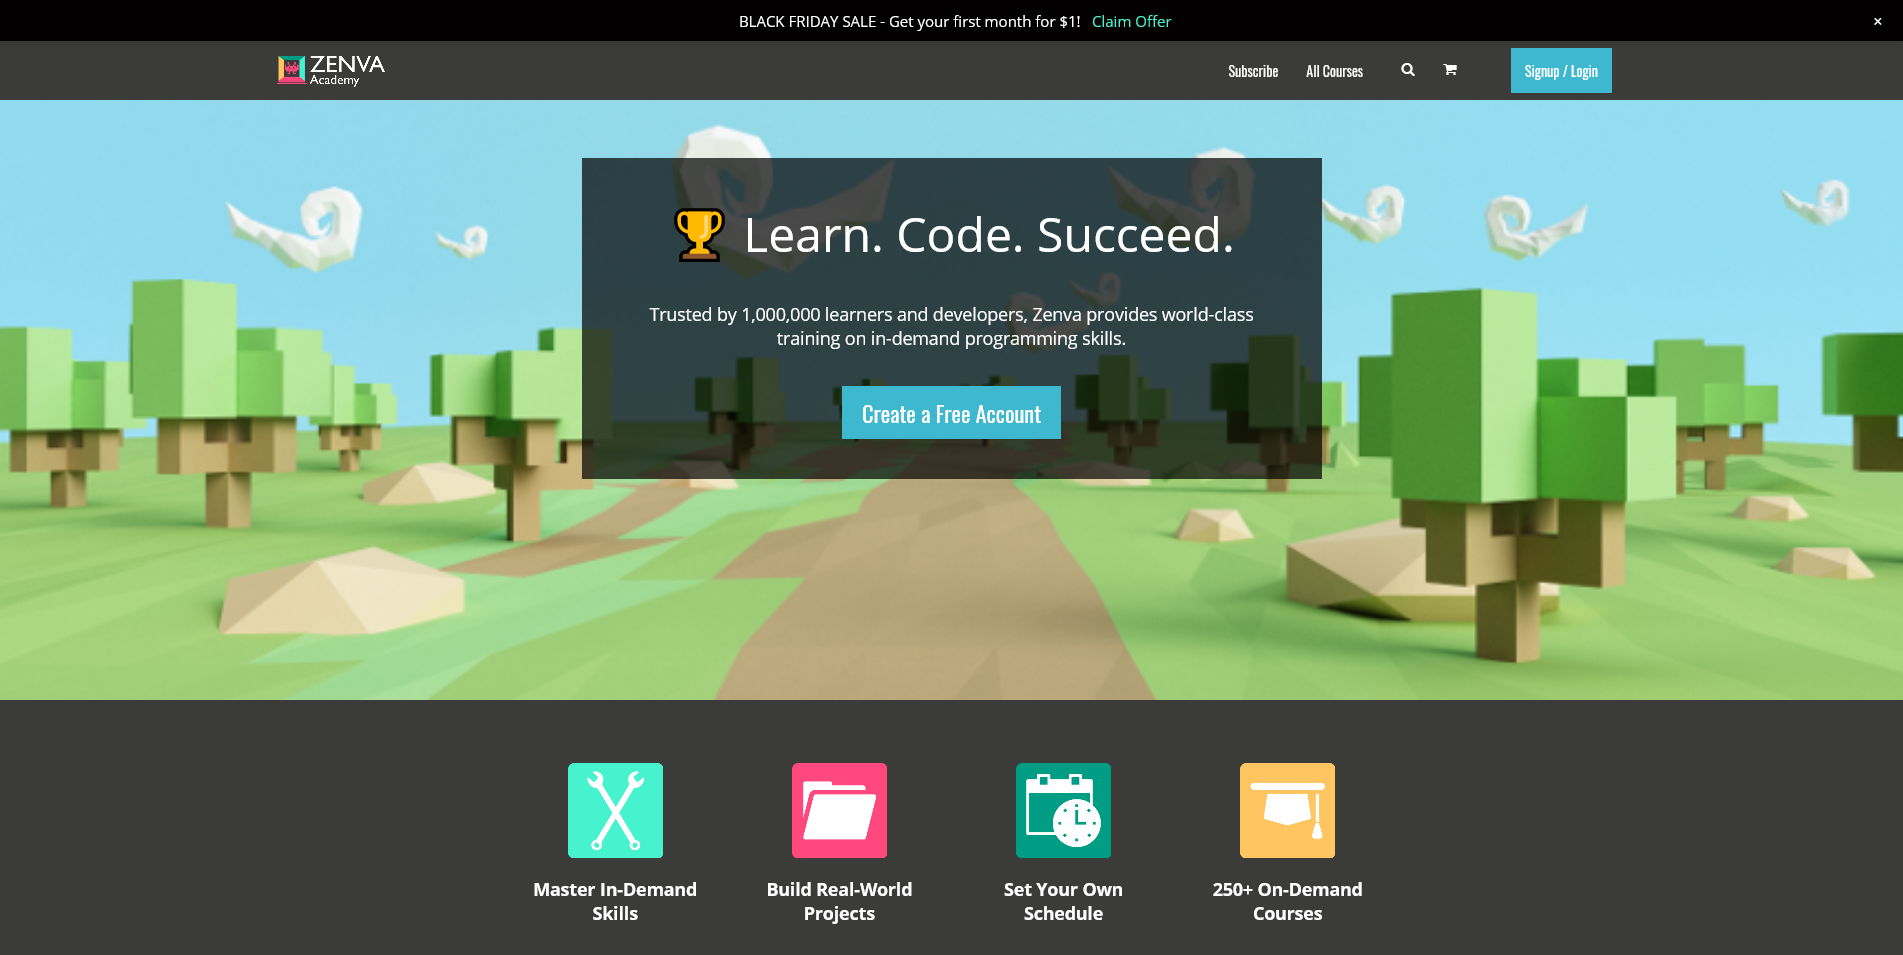 BLACK FRIDAY SALE - Get your first month for $1! Claim Offer ×
ZENVA
Academy
Subscribe All Courses Signup / Login
Learn. Code. Succeed.
Trusted by 1,000,000 learners and developers, Zenva provides world-class
training on in-demand programming skills.
Create a Free Account
Master In-Demand
Skills
Build Real-World
Projects
Set Your Own
Schedule
250+ On-Demand
Courses